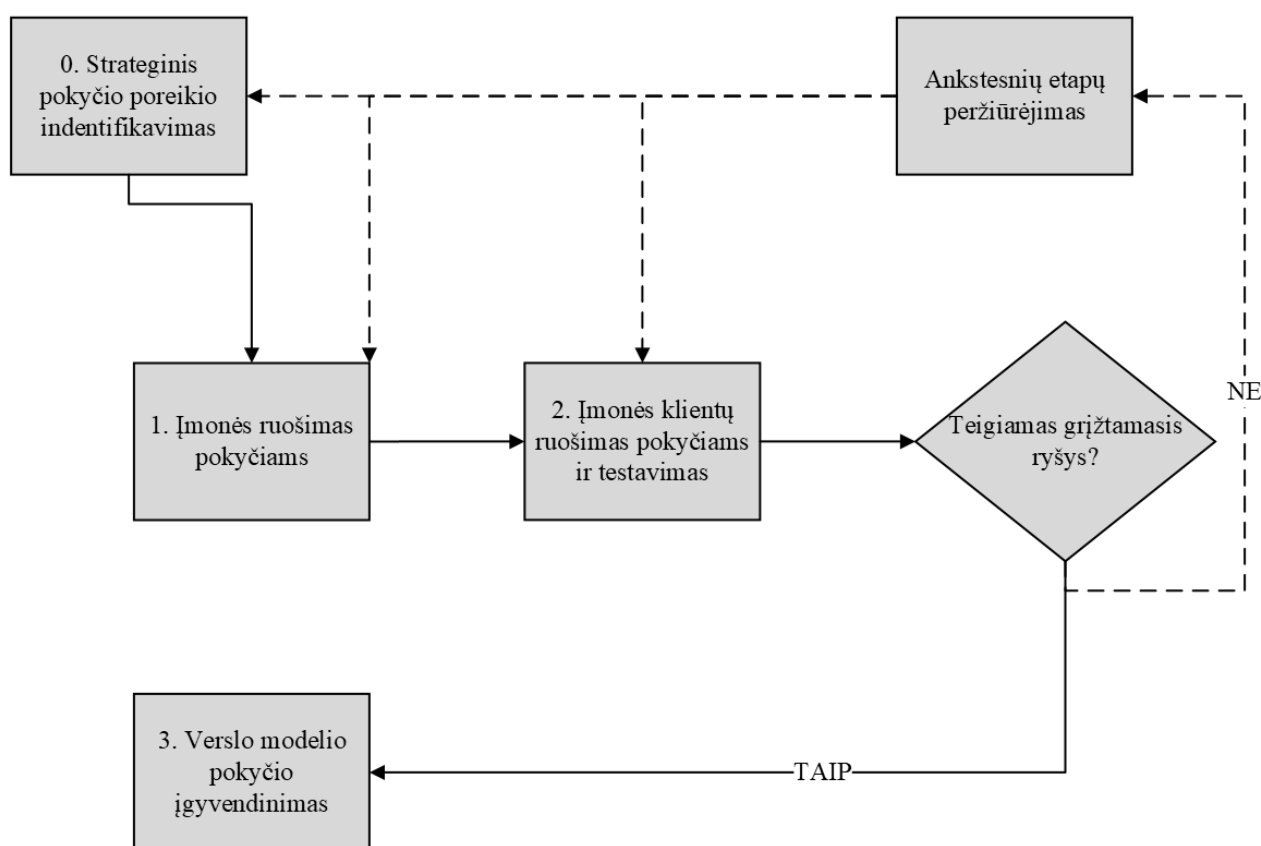 0. Strateginis
pokyčio poreikio
indentifikavimas
Ankstesnių etapų
peržiūrėjimas
1. Įmonės ruošimas
pokyčiams
2. Įmonės klientų
ruošimas pokyčiams
ir testavimas
Teigiamas grįžtamasis
ryšys?
NE
3. Verslo modelio
pokyčio
įgyvendinimas
TAIP